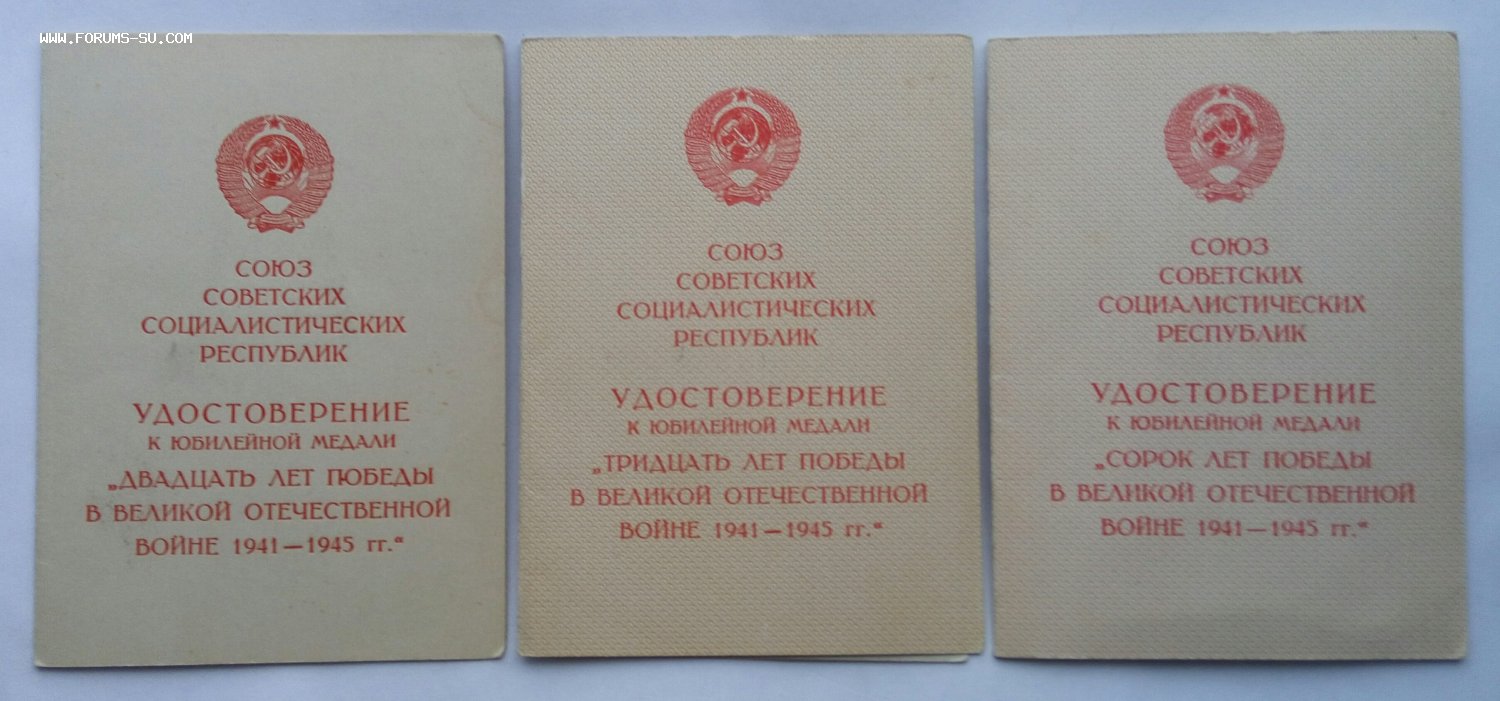 WWW.FORUMS-SU.COM
СОЮЗ
СОВЕТСКИХ
СОЦИАЛИСТИЧЕСКИХ
РЕСПУБЛИК
УДОСТОВЕРЕНИЕ
К ЮБИЛЕЙНОЙ МЕДАЛИ
„ДВАДЦАТЬ ЛЕТ ПОБЕДЫ
В ВЕЛИКОЙ ОТЕЧЕСТВЕННОЙ
ВОЙНЕ 1941—1945 гг.“
СОЮЗ
СОВЕТСКИХ
СОЦИАЛИСТИЧЕСКИХ
РЕСПУБЛИК
УДОСТОВЕРЕНИЕ
К ЮБИЛЕЙНОЙ МЕДАЛИ
„ТРИДЦАТЬ ЛЕТ ПОБЕДЫ
В ВЕЛИКОЙ ОТЕЧЕСТВЕННОЙ
ВОЙНЕ 1941—1945 гг.“
СОЮЗ
СОВЕТСКИХ
СОЦИАЛИСТИЧЕСКИХ
РЕСПУБЛИК
УДОСТОВЕРЕНИЕ
К ЮБИЛЕЙНОЙ МЕДАЛИ
„СОРОК ЛЕТ ПОБЕДЫ
В ВЕЛИКОЙ ОТЕЧЕСТВЕННОЙ
ВОЙНЕ 1941—1945 гг.“